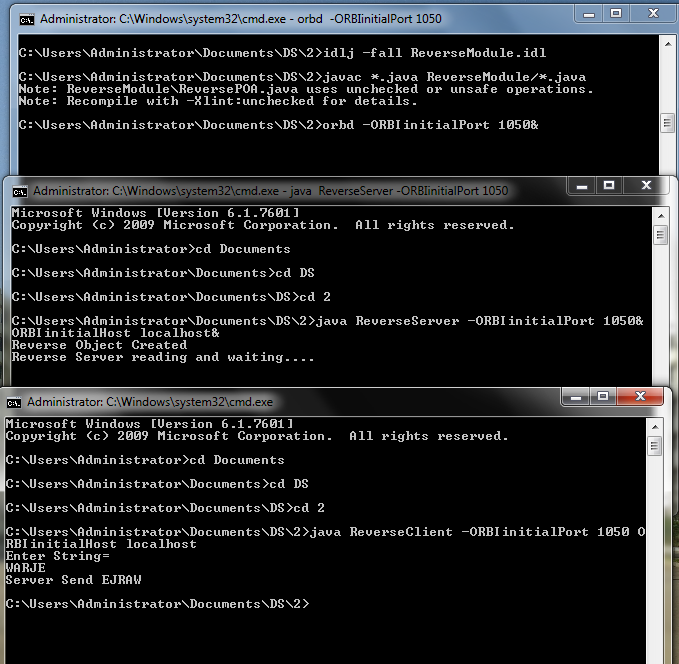 Administrator: C:\Windows\system32\cmd.exe - orbd -ORBIinitialPort 1050
C:\Users\Administrator\Documents\DS\2>idlj -fall ReverseModule.idl
C:\Users\Administrator\Documents\DS\2>javac *.java ReverseModule/*.java
Note: ReverseModule\ReversePOA.java uses unchecked or unsafe operations.
Note: Recompile with -Xlint:unchecked for details.
C:\Users\Administrator\Documents\DS\2>orbd -ORBIinitialPort 1050&
Administrator: C:\Windows\system32\cmd.exe - java ReverseServer -ORBIinitialPort 1050
Microsoft Windows [Version 6.1.7601]
Copyright (c) 2009 Microsoft Corporation. All rights reserved.
C:\Users\Administrator>cd Documents
C:\Users\Administrator\Documents>cd DS
C:\Users\Administrator\Documents\DS>cd 2
C:\Users\Administrator\Documents\DS\2>java ReverseServer -ORBIinitialPort 1050&
ORBIinitialHost localhost&
Reverse Object Created
Reverse Server reading and waiting....
Administrator: C:\Windows\system32\cmd.exe
Microsoft Windows [Version 6.1.7601]
Copyright (c) 2009 Microsoft Corporation. All rights reserved.
C:\Users\Administrator>cd Documents
C:\Users\Administrator\Documents>cd DS
C:\Users\Administrator\Documents\DS>cd 2
C:\Users\Administrator\Documents\DS\2>java ReverseClient -ORBIinitialPort 1050 O
RBIinitialHost localhost
Enter String=
WARJE
Server Send EJRAW
C:\Users\Administrator\Documents\DS\2>